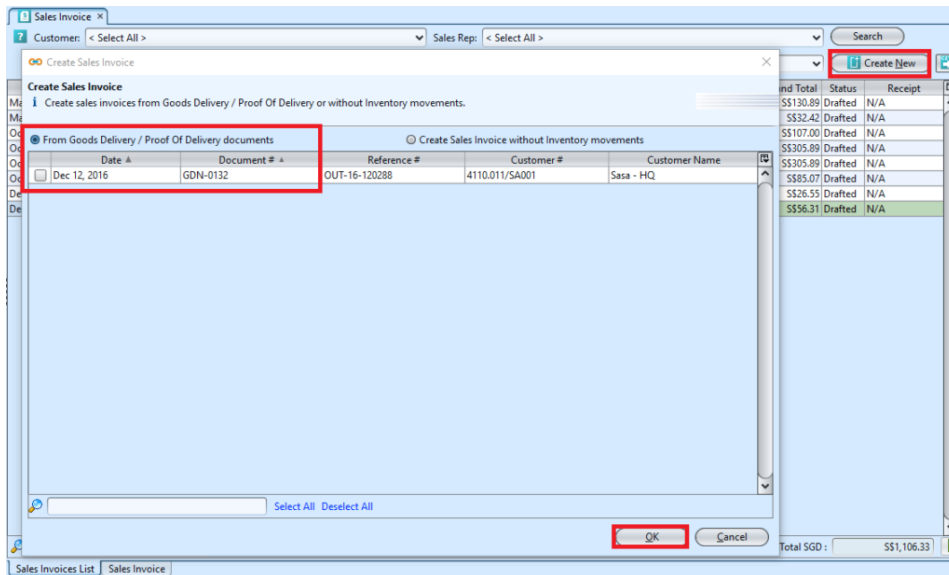 Sales Invoice ×
Customer: < Select All > Sales Rep: < Select All > Search
Create Sales Invoice Create New
Create Sales Invoice
Create sales invoices from Goods Delivery / Proof Of Delivery or without Inventory movements.
Total Status Receipt
S$130.89 Drafted N/A
S$32.42 Drafted N/A
From Goods Delivery / Proof Of Delivery documents Create Sales Invoice without Inventory movements
S$107.00 Drafted N/A
S$305.89 Drafted N/A
Date Document # Reference # Customer # Customer Name
S$305.89 Drafted N/A
Dec 12, 2016 GDN-0132 OUT-16-120288 4110.011/SA001 Sasa - HQ
S$85.07 Drafted N/A
S$26.55 Drafted N/A
S$56.31 Drafted N/A
Select All Deselect All
OK Cancel
Total SGD : S$1,106.33
Sales Invoices List Sales Invoice